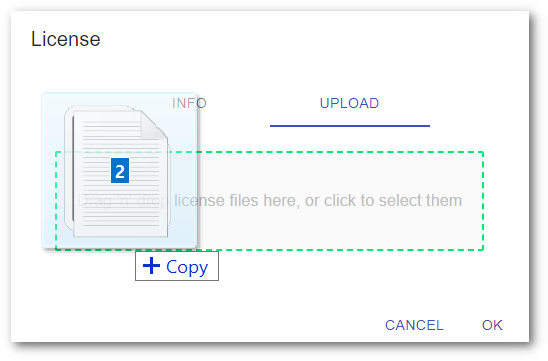 License
INFO
UPLOAD
2
Drag 'n' drop license files here, or click to select them
+ Copy
CANCEL
OK